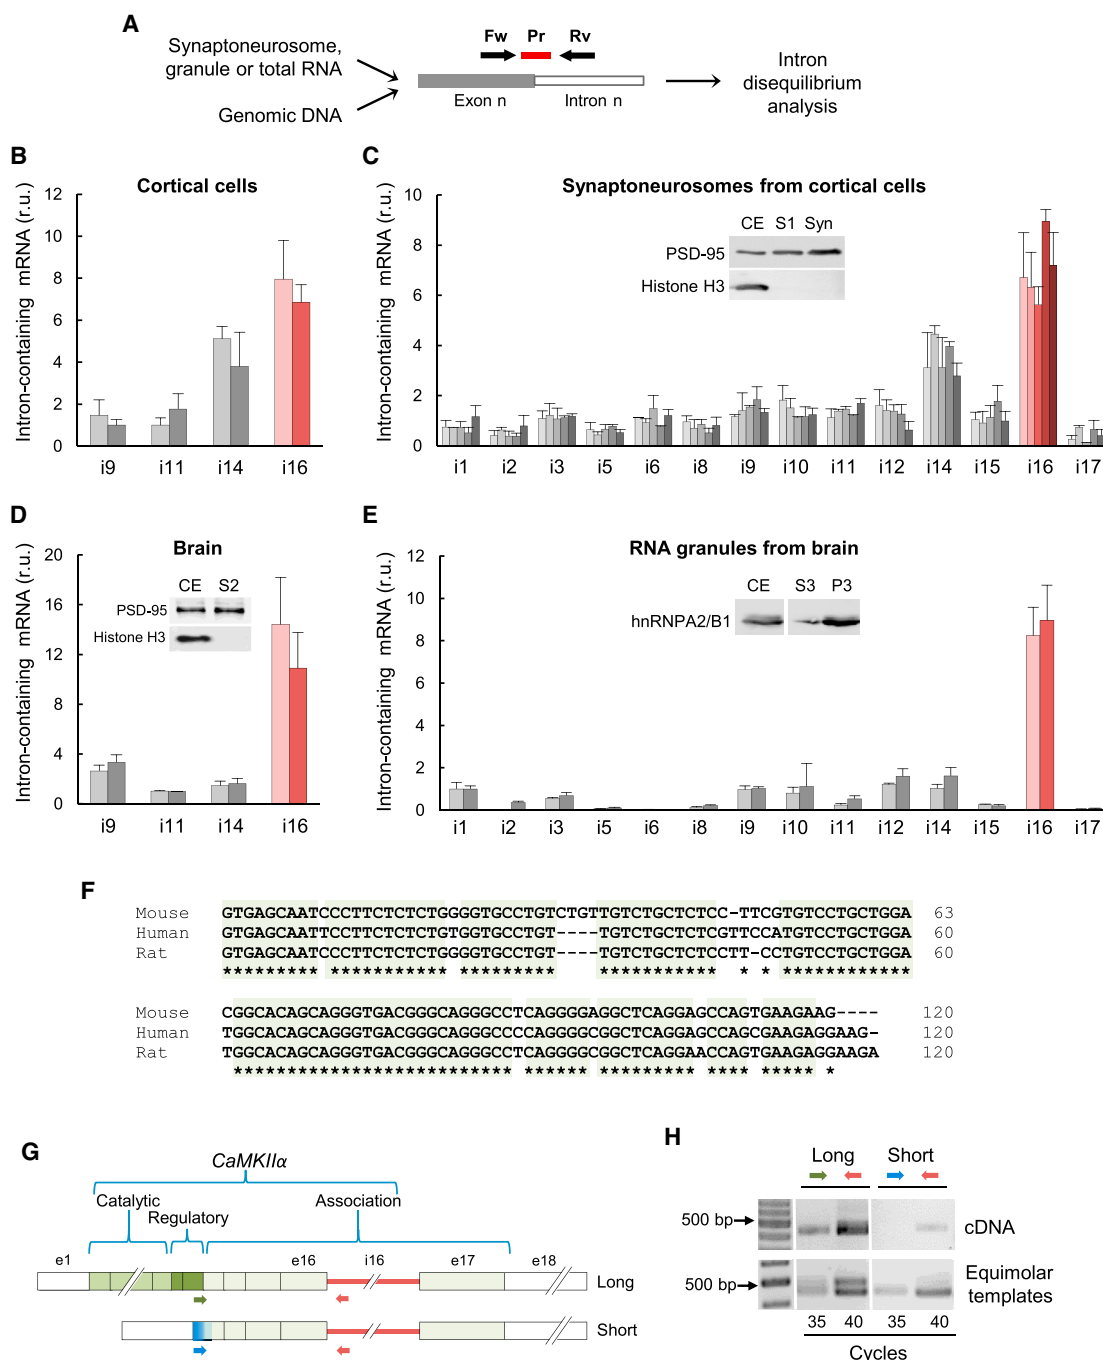 A
Synaptoneurosome,
granule or total RNA
Genomic DNA
Fw Pr Rv
Exon n Intron n
Intron
disequilibrium
analysis
B
Cortical cells
Intron-containing mRNA (r.u.)
12
10
8
6
4
2
0
i9 i11 i14 i16
C
Synaptoneurosomes from cortical cells
Intron-containing mRNA (r.u.)
10
8
6
4
2
0
CE S1 Syn
PSD-95
Histone H3
i1 i2 i3 i5 i6 i8 i9 i10 i11 i12 i14 i15 i16 i17
D
Brain
Intron-containing mRNA (r.u.)
20
16
12
8
4
0
CE S2
PSD-95
Histone H3
i9 i11 i14 i16
E
RNA granules from brain
Intron-containing mRNA (r.u.)
12
10
8
6
4
2
0
CE S3 P3
hnRNPA2/B1
i1 i2 i3 i5 i6 i8 i9 i10 i11 i12 i14 i15 i16 i17
F
Mouse GTGAGCAATCCCTTCTCTCTGGGGTGCCTGTCTGTTGTCTGCTCTCC-TTCGTGTCCTGCTGGA 63
Human GTGAGCAATTCCTTCTCTCTGTGGTGCCTGT----TGTCTGCTCTCGTTCCATGTCCTGCTGGA 60
Rat GTGAGCAATCCCTTCTCTCTGGGGTGCCTGT----TGTCTGCTCTCCTT-CCTGTCCTGCTGGA 60
********* ********** ********* ********** * * ************
Mouse CGGCACAGCAGGGTGACGGGCAGGGCCTCAGGGGAGGCTCAGGAGCCAGTGAAGAAG---- 120
Human TGGCACAGCAGGGTGACGGGCAGGGCCCCAGGGGCGGCTCAGGAGCCAGCGAAGAGGAAG- 120
Rat TGGCACAGCAGGGTGACGGGCAGGGCCTCAGGGGCGGCTCAGGAACCAGTGAAGAGGAAGA 120
************************** ****** ********* **** ***** *
G
CaMKIIα
Catalytic
Regulatory
Association
e1 e16 i16 e17 e18
Long
Short
H
Long Short
500 bp
cDNA
500 bp
Equimolar
templates
35 40 35 40
Cycles